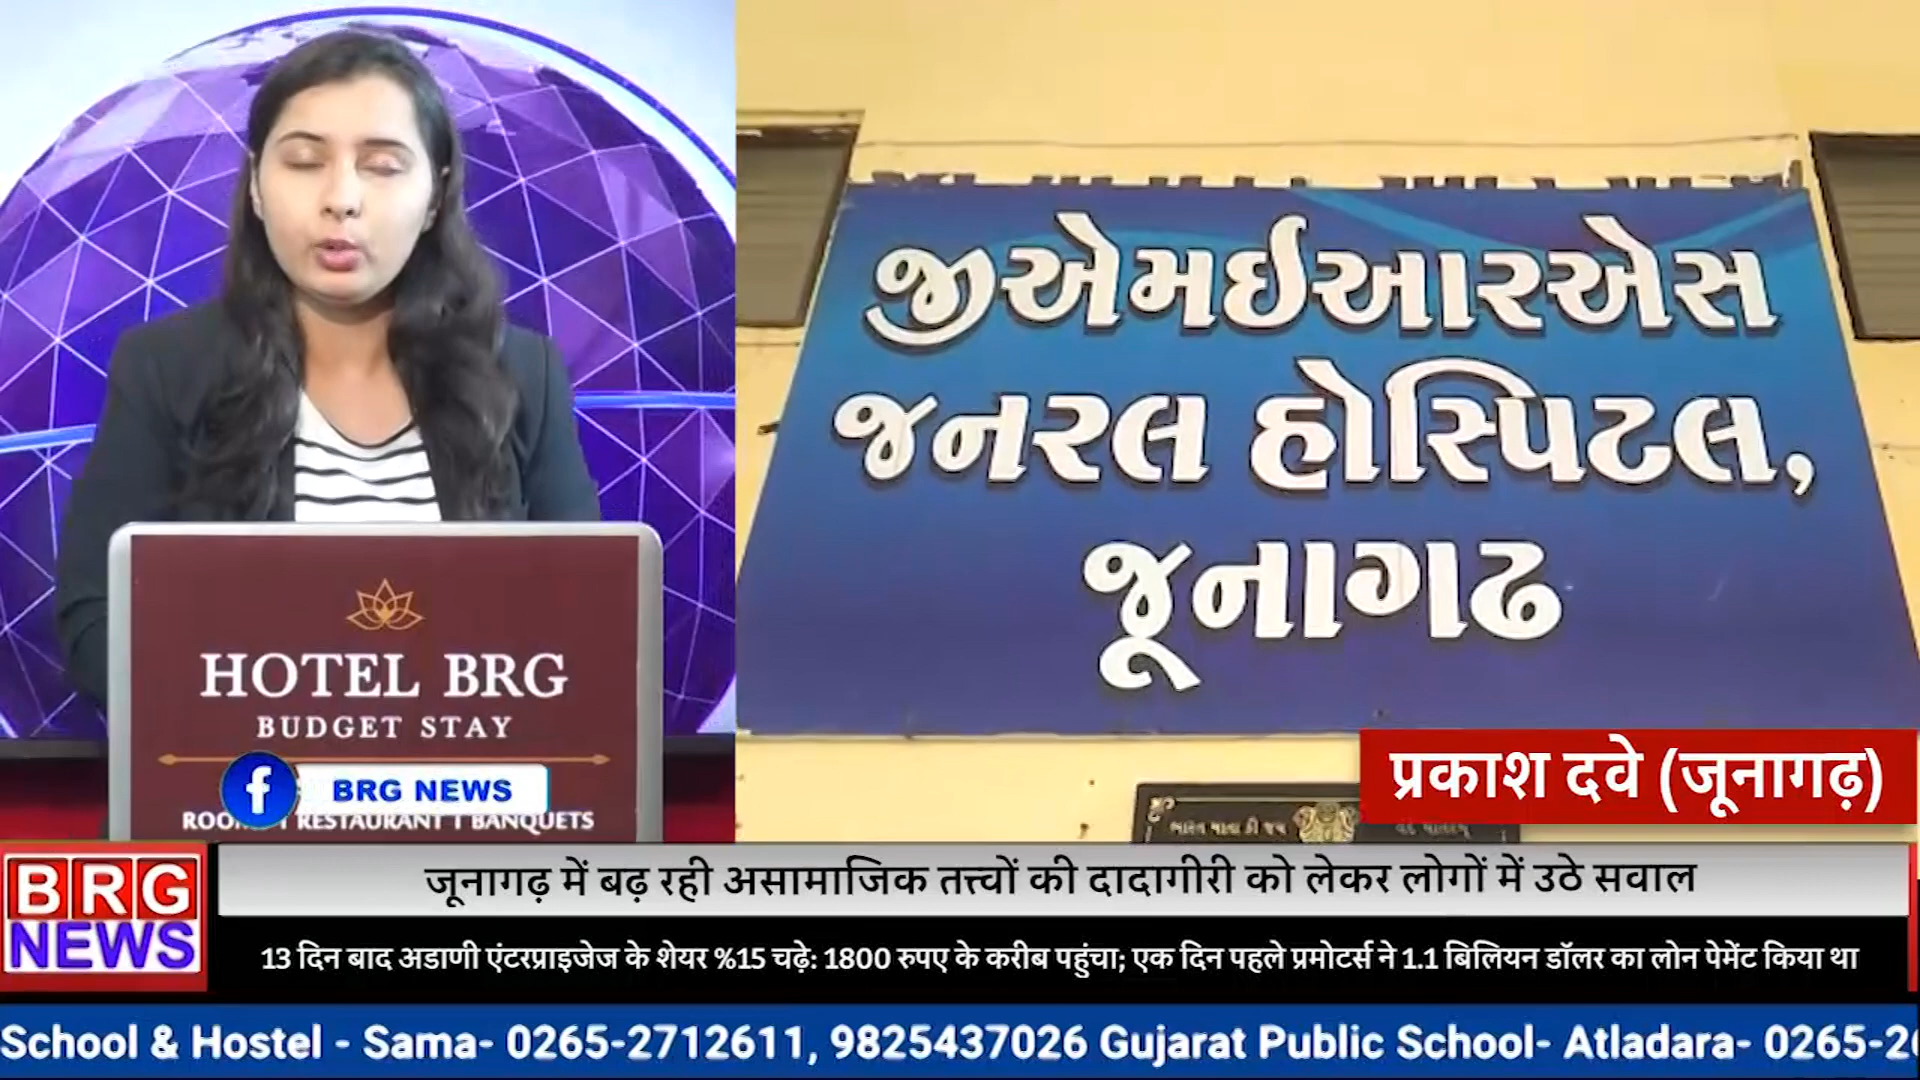 જીએમઈઆરએસ
જનરલ હોસ્પિટલ,
જૂનાગઢ
HOTEL BRG
BUDGET STAY
BRG NEWS
RESTAURANT | BANQUETS
प्रकाश दवे (जूनागढ़)
BRG
NEWS
जूनागढ़ में बढ़ रही असामाजिक तत्त्वों की दादागीरी को लेकर लोगों में उठे सवाल
13 दिन बाद अडाणी एंटरप्राइजेज के शेयर %15 चढ़े: 1800 रुपए के करीब पहुंचा; एक दिन पहले प्रमोटर्स ने 1.1 बिलियन डॉलर का लोन पेमेंट किया था
School & Hostel - Sama- 0265-2712611, 9825437026 Gujarat Public School- Atladara- 0265-2